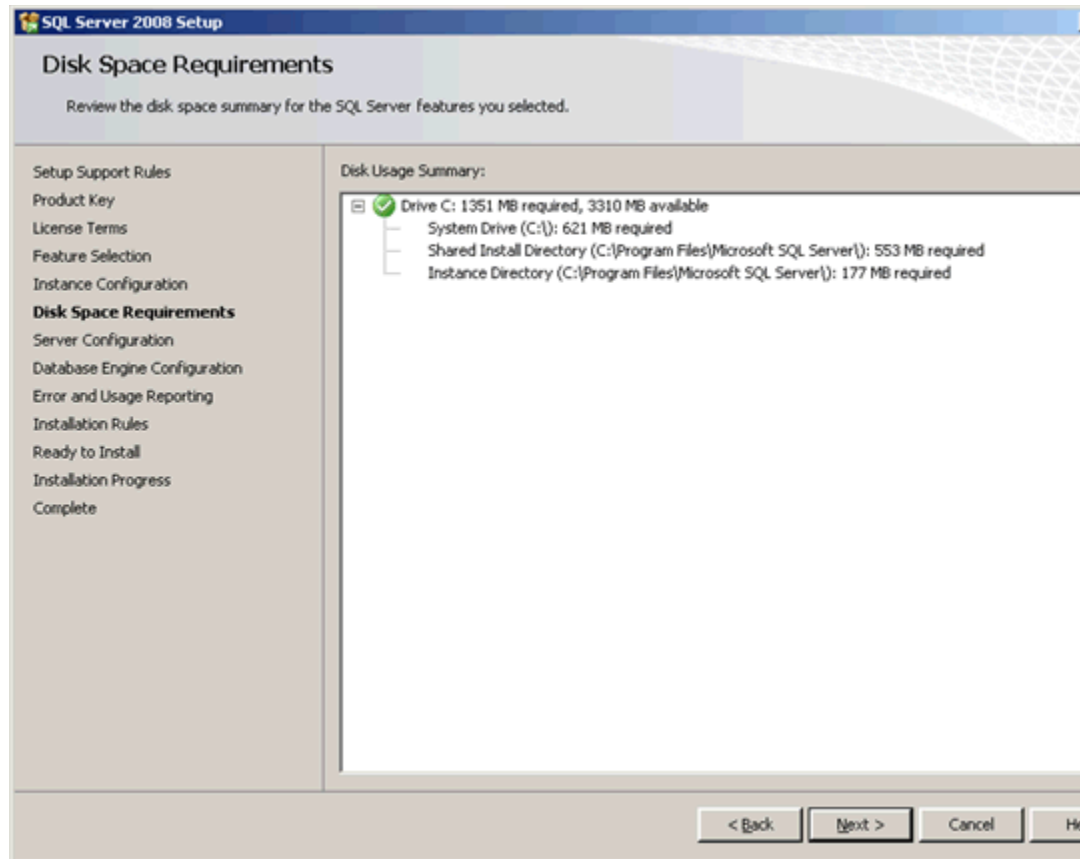 SQL Server 2008 Setup
Disk Space Requirements
Review the disk space summary for the SQL Server features you selected.
Setup Support Rules
Product Key
License Terms
Feature Selection
Instance Configuration
Disk Space Requirements
Server Configuration
Database Engine Configuration
Error and Usage Reporting
Installation Rules
Ready to Install
Installation Progress
Complete
Disk Usage Summary:
Drive C: 1351 MB required, 3310 MB available
System Drive (C:\): 621 MB required
Shared Install Directory (C:\Program Files\Microsoft SQL Server\): 553 MB required
Instance Directory (C:\Program Files\Microsoft SQL Server\): 177 MB required
< Back
Next >
Cancel